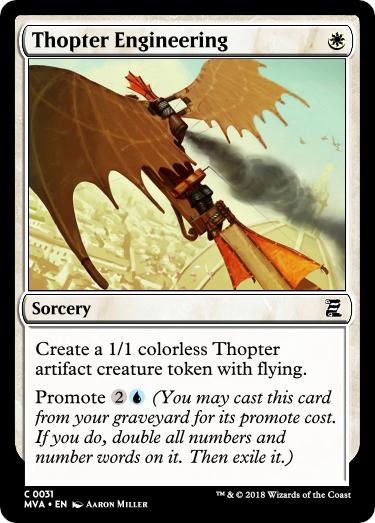 Thopter Engineering
Sorcery
Create a 1/1 colorless Thopter
artifact creature token with flying.
Promote 2 (You may cast this card
from your graveyard for its promote cost.
If you do, double all numbers and
number words on it. Then exile it.)
C 0031
MVA • EN Aaron Miller
™ & © 2018 Wizards of the Coast